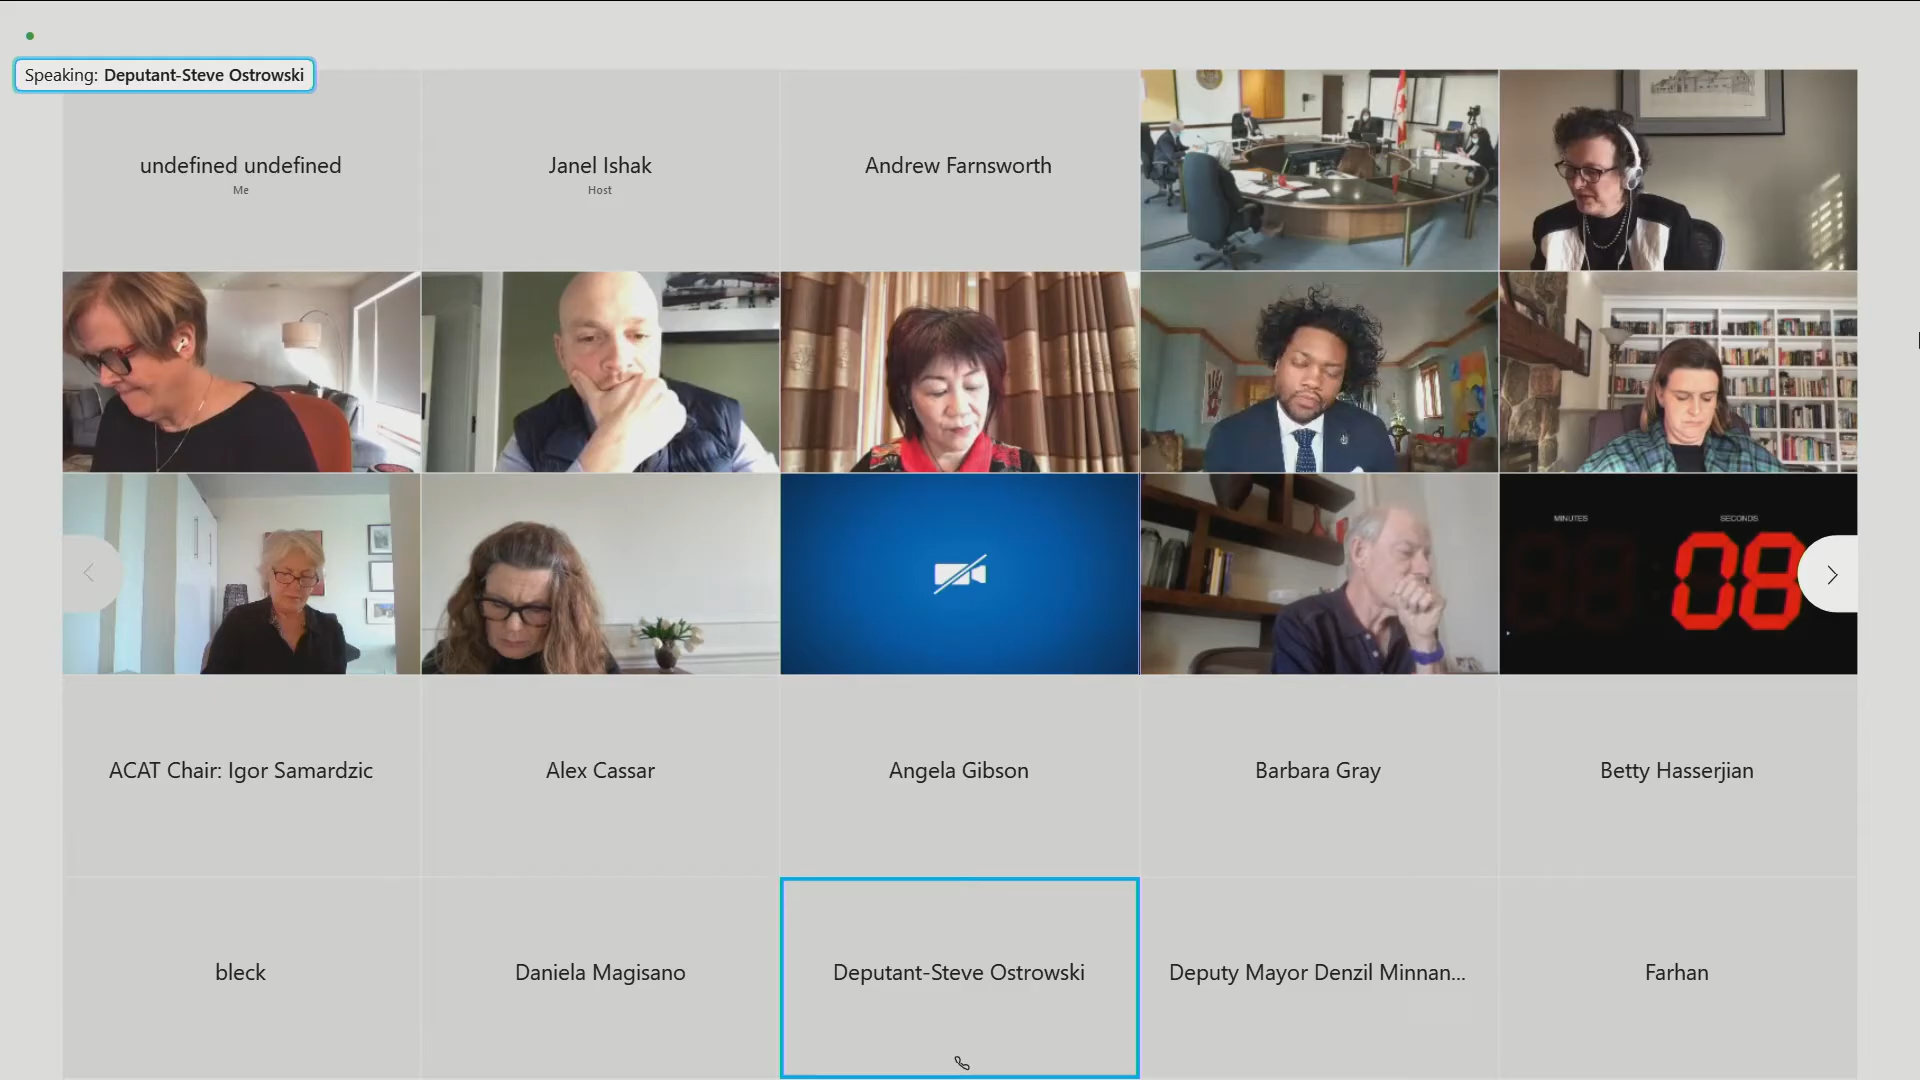 Speaking: Deputant-Steve Ostrowski
undefined undefined
Me
Janel Ishak
Host
Andrew Farnsworth
MINUTES
SECONDS
08
ACAT Chair: Igor Samardzic
Alex Cassar
Angela Gibson
Barbara Gray
Betty Hasserjian
bleck
Daniela Magisano
Deputant-Steve Ostrowski
Deputy Mayor Denzil Minnan...
Farhan